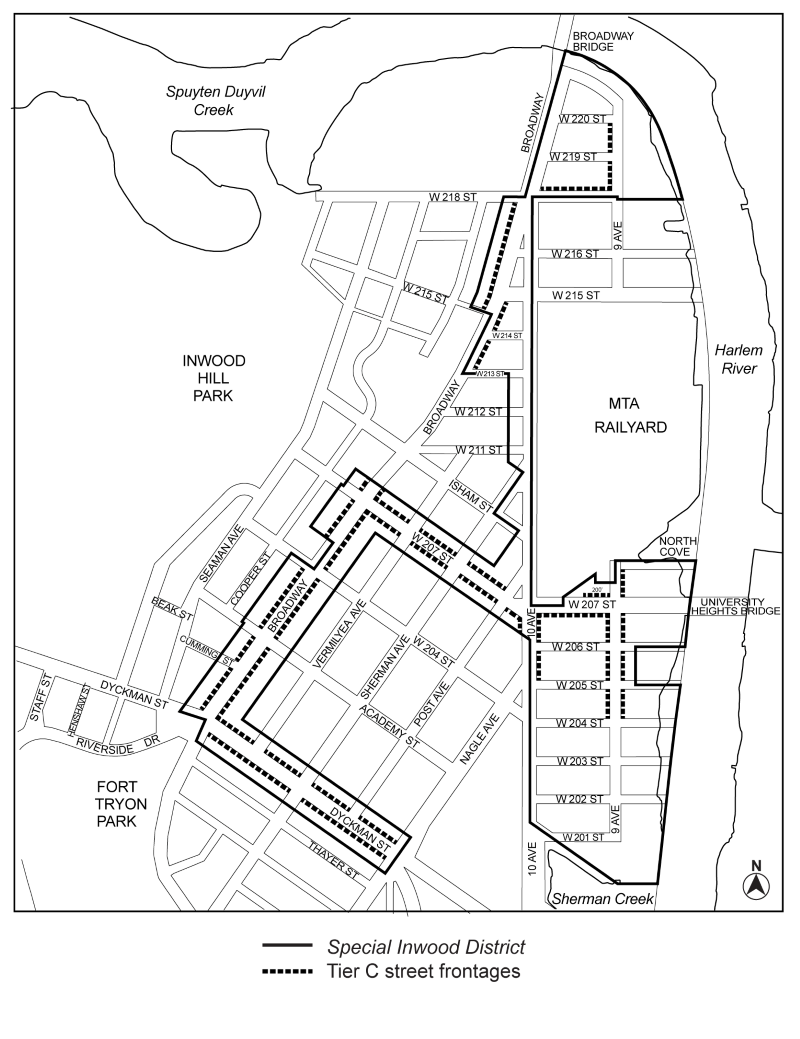 BROADWAY
BRIDGE
Spuyten Duyvil
Creek
BROADWAY
W 220 ST
W 219 ST
W 218 ST
9 AVE
W 216 ST
W 215 ST
W 215 ST
W 214 ST
Harlem
River
INWOOD
HILL
PARK
W 213 ST
BROADWAY
MTA
RAILYARD
W 212 ST
W 211 ST
ISHAM ST
SEAMAN AVE
COOPER ST
W 207 ST
NORTH
COVE
200'
W 207 ST
UNIVERSITY
HEIGHTS BRIDGE
BEAK ST
BROADWAY
10 AVE
CUMMING ST
VERMILYEA AVE
W 204 ST
W 206 ST
SHERMAN AVE
W 205 ST
STAFF ST
HENSHAW ST
DYCKMAN ST
POST AVE
ACADEMY ST
W 204 ST
RIVERSIDE DR
NAGLE AVE
W 203 ST
FORT
TRYON
PARK
W 202 ST
9 AVE
DYCKMAN ST
W 201 ST
THAYER ST
10 AVE
N
Sherman Creek
Special Inwood District
Tier C street frontages